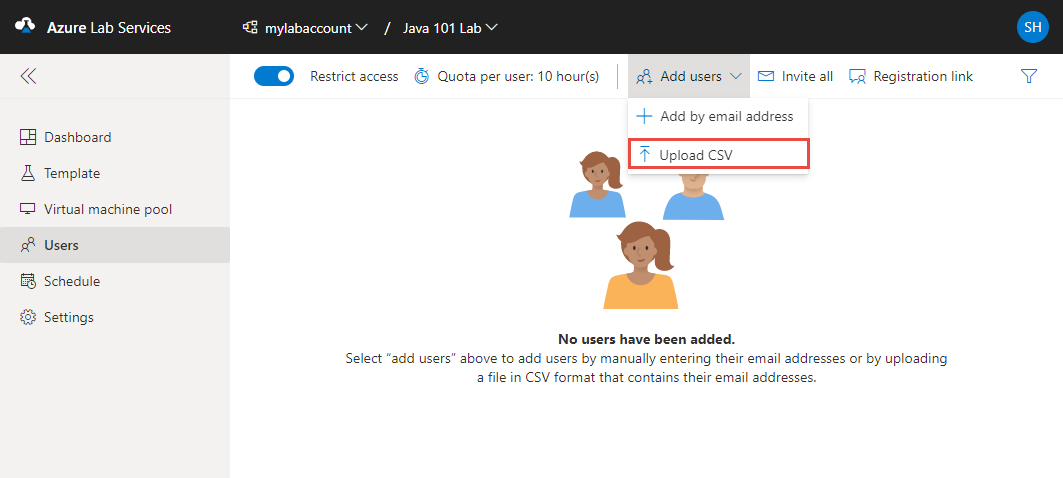 Azure Lab Services mylabaccount / Java 101 Lab SH
Restrict access Quota per user: 10 hour(s) Add users Invite all Registration link
Add by email address
Upload CSV
Dashboard
Template
Virtual machine pool
Users
Schedule
Settings
No users have been added.
Select “add users” above to add users by manually entering their email addresses or by uploading
a file in CSV format that contains their email addresses.